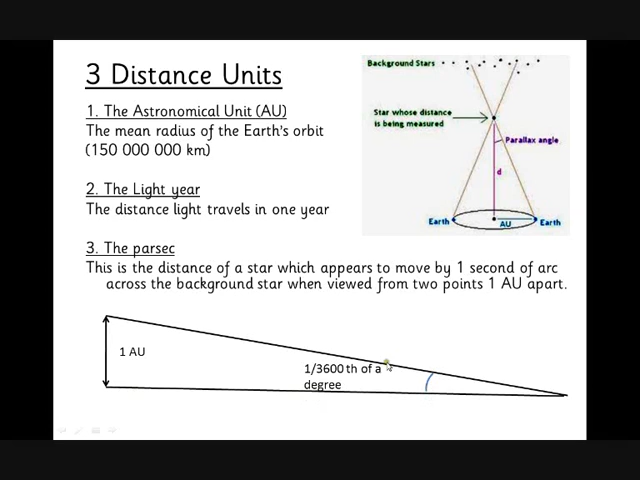 3 Distance Units
1. The Astronomical Unit (AU)
The mean radius of the Earth's orbit
(150 000 000 km)
2. The Light year
The distance light travels in one year
3. The parsec
This is the distance of a star which appears to move by 1 second of arc
across the background star when viewed from two points 1 AU apart.
Background Stars
Star whose distance
is being measured
Parallax angle
d
Earth
AU
Earth
1 AU
1/3600 th of a
degree